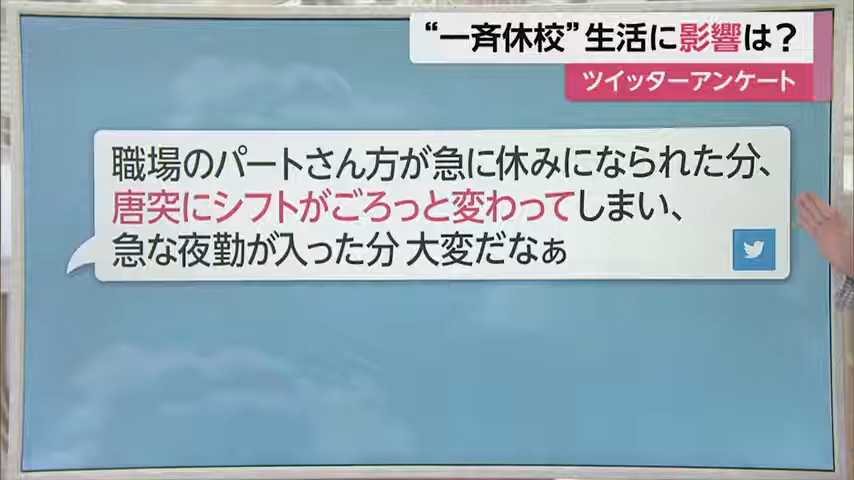 “一斉休校”生活に影響は？
ツイッターアンケート
職場のパートさん方が急に休みになられた分、
唐突にシフトがごろっと変わってしまい、
急な夜勤が入った分 大変だなぁ